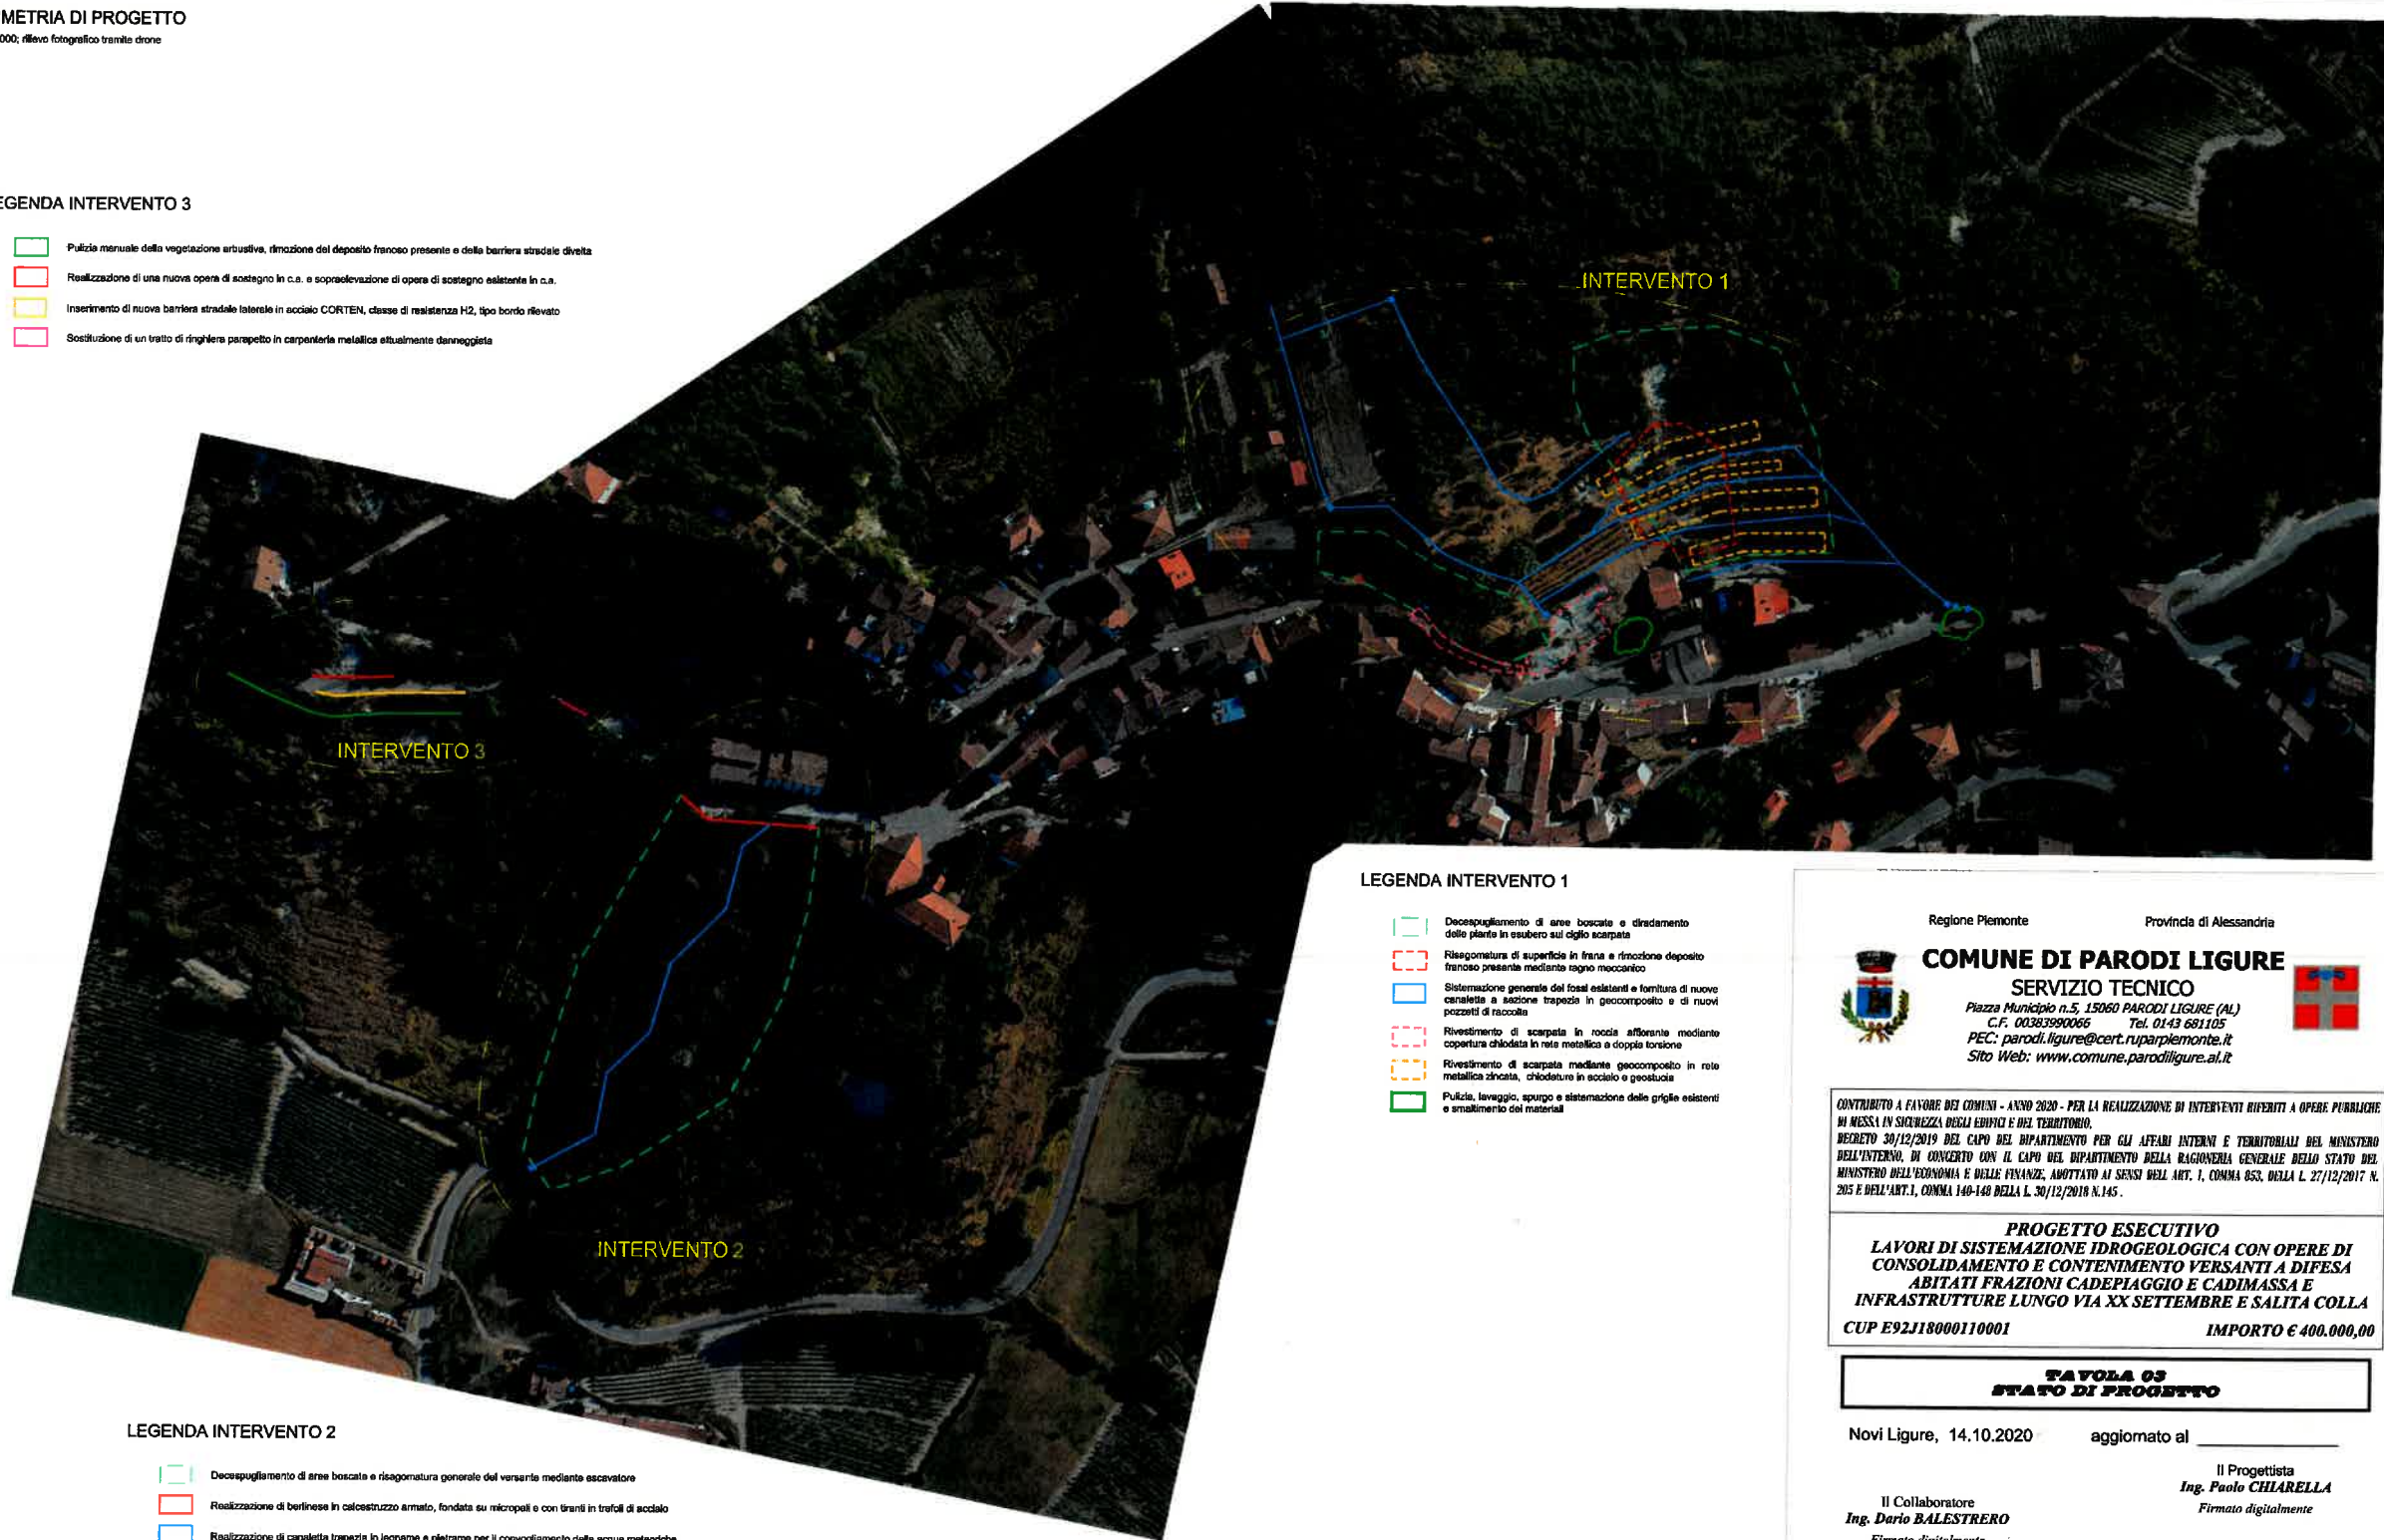 METRIA DI PROGETTO
000; rilievo fotografico tramite drone
EGENDA INTERVENTO 3
Pulizia manuale della vegetazione arbustiva, rimozione del deposito franoso presente e della barriera stradale divelta
Realizzazione di una nuova opera di sostegno in c.a. e sopraelevazione di opera di sostegno esistente in c.a.
Inserimento di nuova barriera stradale laterale in acciaio CORTEN, classe di resistenza H2, tipo bordo rilevato
Sostituzione di un tratto di ringhiera parapetto in carpenteria metallica attualmente danneggiata
INTERVENTO 1
INTERVENTO 3
INTERVENTO 2
LEGENDA INTERVENTO 1
Decespugliamento di aree boscate e diradamento
delle piante in esubero sul ciglio scarpata
Risagomatura di superficie in frana e rimozione deposito
franoso presente mediante ragno meccanico
Sistemazione generale dei fossi esistenti e fornitura di nuove
canalette a sezione trapezia in geocomposito e di nuovi
pozzetti di raccolta
Rivestimento di scarpata in roccia affiorante mediante
copertura chiodata in rete metallica a doppia torsione
Rivestimento di scarpata mediante geocomposito in rete
metallica zincata, chiodature in acciaio e geostuoia
Pulizia, lavaggio, spurgo e sistemazione delle griglie esistenti
e smaltimento dei materiali
LEGENDA INTERVENTO 2
Decespugliamento di aree boscate e risagomatura generale del versante mediante escavatore
Realizzazione di berlinese in calcestruzzo armato, fondata su micropali e con tiranti in trefoli di acciaio
Realizzazione di canaletta trapezia in legname e pietrame per il convogliamento delle acque meteoriche
Regione Piemonte Provincia di Alessandria
COMUNE DI PARODI LIGURE
SERVIZIO TECNICO
Piazza Municipio n.5, 15060 PARODI LIGURE (AL)
C.F. 00383990066 Tel. 0143 681105
PEC: parodi.ligure@cert.ruparpiemonte.it
Sito Web: www.comune.parodiligure.al.it
CONTRIBUTO A FAVORE DEI COMUNI - ANNO 2020 - PER LA REALIZZAZIONE DI INTERVENTI RIFERITI A OPERE PUBBLICHE
DI MESSA IN SICUREZZA DEGLI EDIFICI E DEL TERRITORIO.
DECRETO 30/12/2019 DEL CAPO DEL DIPARTIMENTO PER GLI AFFARI INTERNI E TERRITORIALI DEL MINISTERO
DELL'INTERNO, DI CONCERTO CON IL CAPO DEL DIPARTIMENTO DELLA RAGIONERIA GENERALE DELLO STATO DEL
MINISTERO DELL'ECONOMIA E DELLE FINANZE, ADOTTATO AI SENSI DELL ART. 1, COMMA 853, DELLA L. 27/12/2017 N.
205 E DELL'ART.1, COMMA 140-148 DELLA L. 30/12/2018 N.145 .
PROGETTO ESECUTIVO
LAVORI DI SISTEMAZIONE IDROGEOLOGICA CON OPERE DI
CONSOLIDAMENTO E CONTENIMENTO VERSANTI A DIFESA
ABITATI FRAZIONI CADEPIAGGIO E CADIMASSA E
INFRASTRUTTURE LUNGO VIA XX SETTEMBRE E SALITA COLLA
CUP E92J18000110001 IMPORTO € 400.000,00
TAVOLA 03
STATO DI PROGETTO
Novi Ligure, 14.10.2020 aggiornato al
Il Progettista
Ing. Paolo CHIARELLA
Firmato digitalmente
Il Collaboratore
Ing. Dario BALESTRERO
Firmato digitalmente